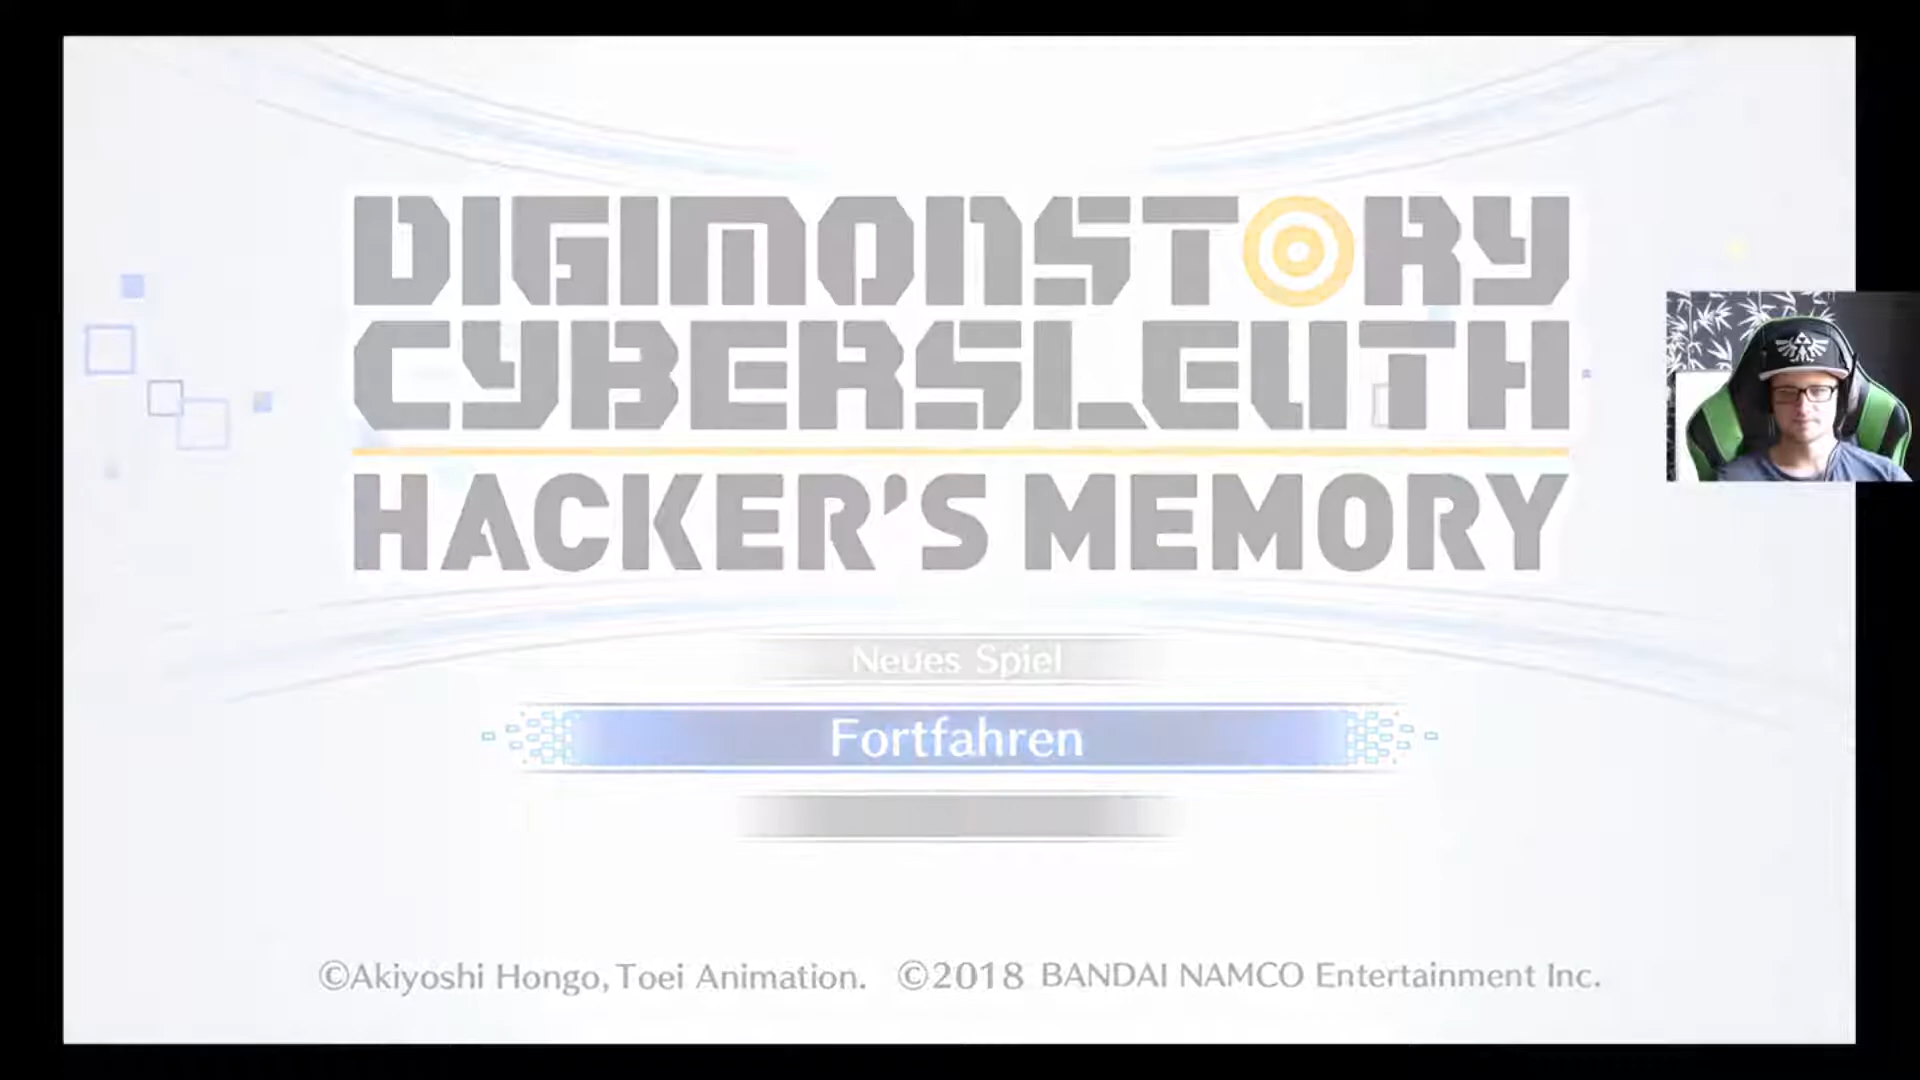 DIGIMONSTORY
CYBERSLEUTH
HACKER'S MEMORY
Neues Spiel
Fortfahren
©Akiyoshi Hongo, Toei Animation. ©2018 BANDAI NAMCO Entertainment Inc.